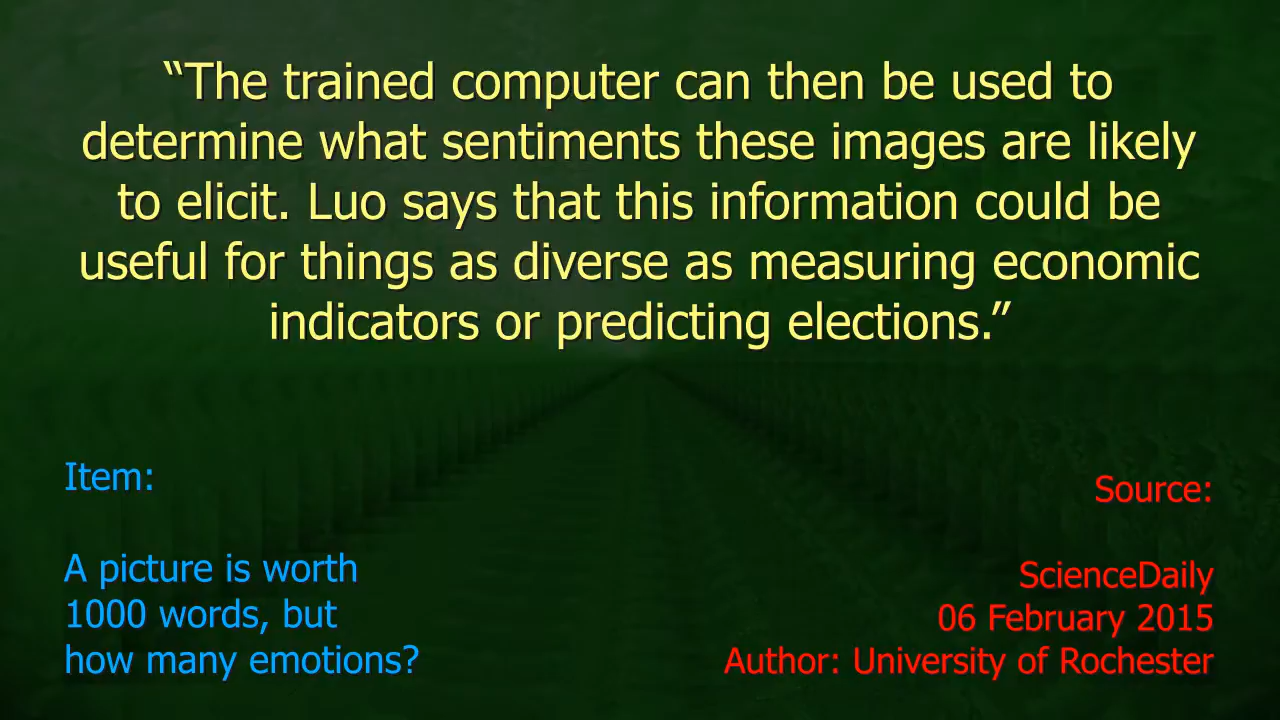 “The trained computer can then be used to
determine what sentiments these images are likely
to elicit. Luo says that this information could be
useful for things as diverse as measuring economic
indicators or predicting elections.”
Item:
A picture is worth
1000 words, but
how many emotions?
Source:
ScienceDaily
06 February 2015
Author: University of Rochester